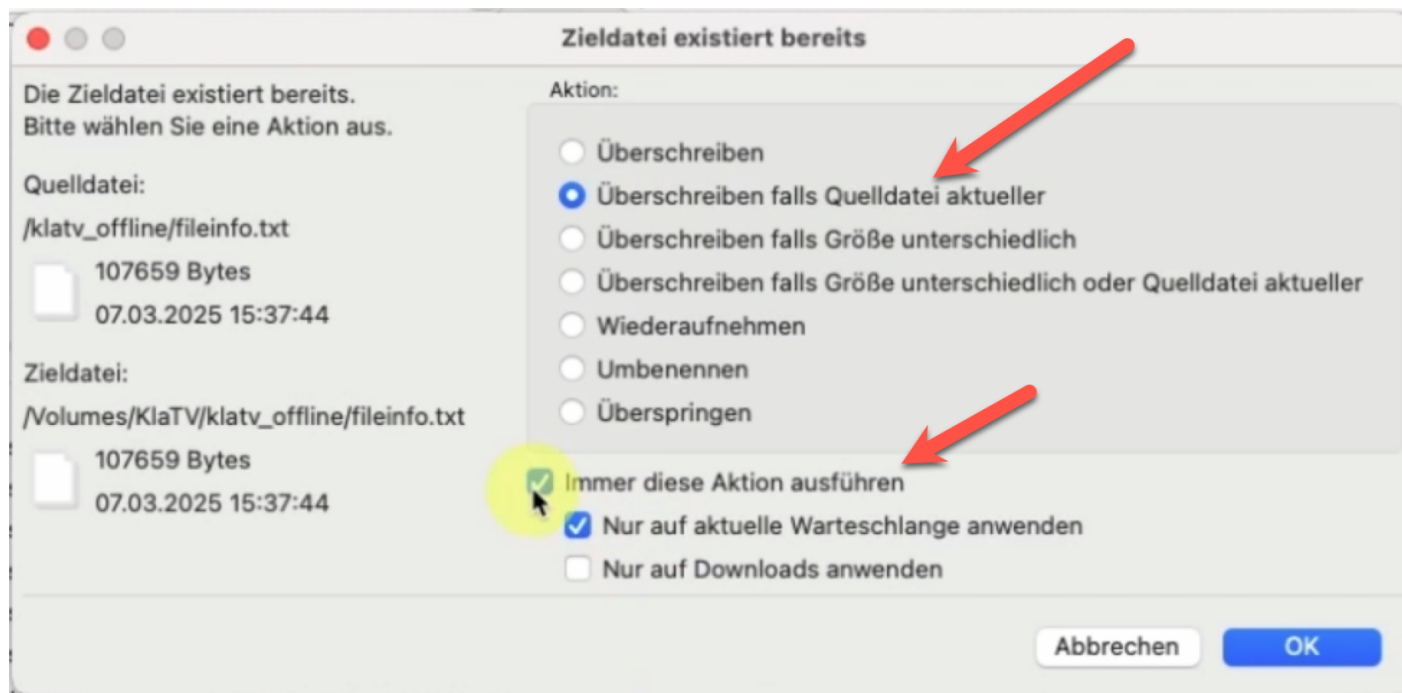 Zieldatei existiert bereits
Die Zieldatei existiert bereits.
Bitte wählen Sie eine Aktion aus.
Quelldatei:
/klatv_offline/fileinfo.txt
107659 Bytes
07.03.2025 15:37:44
Zieldatei:
/Volumes/KlaTV/klatv_offline/fileinfo.txt
107659 Bytes
07.03.2025 15:37:44
Aktion:
Überschreiben
Überschreiben falls Quelldatei aktueller
Überschreiben falls Größe unterschiedlich
Überschreiben falls Größe unterschiedlich oder Quelldatei aktueller
Wiederaufnehmen
Umbenennen
Überspringen
Immer diese Aktion ausführen
Nur auf aktuelle Warteschlange anwenden
Nur auf Downloads anwenden
Abbrechen
OK